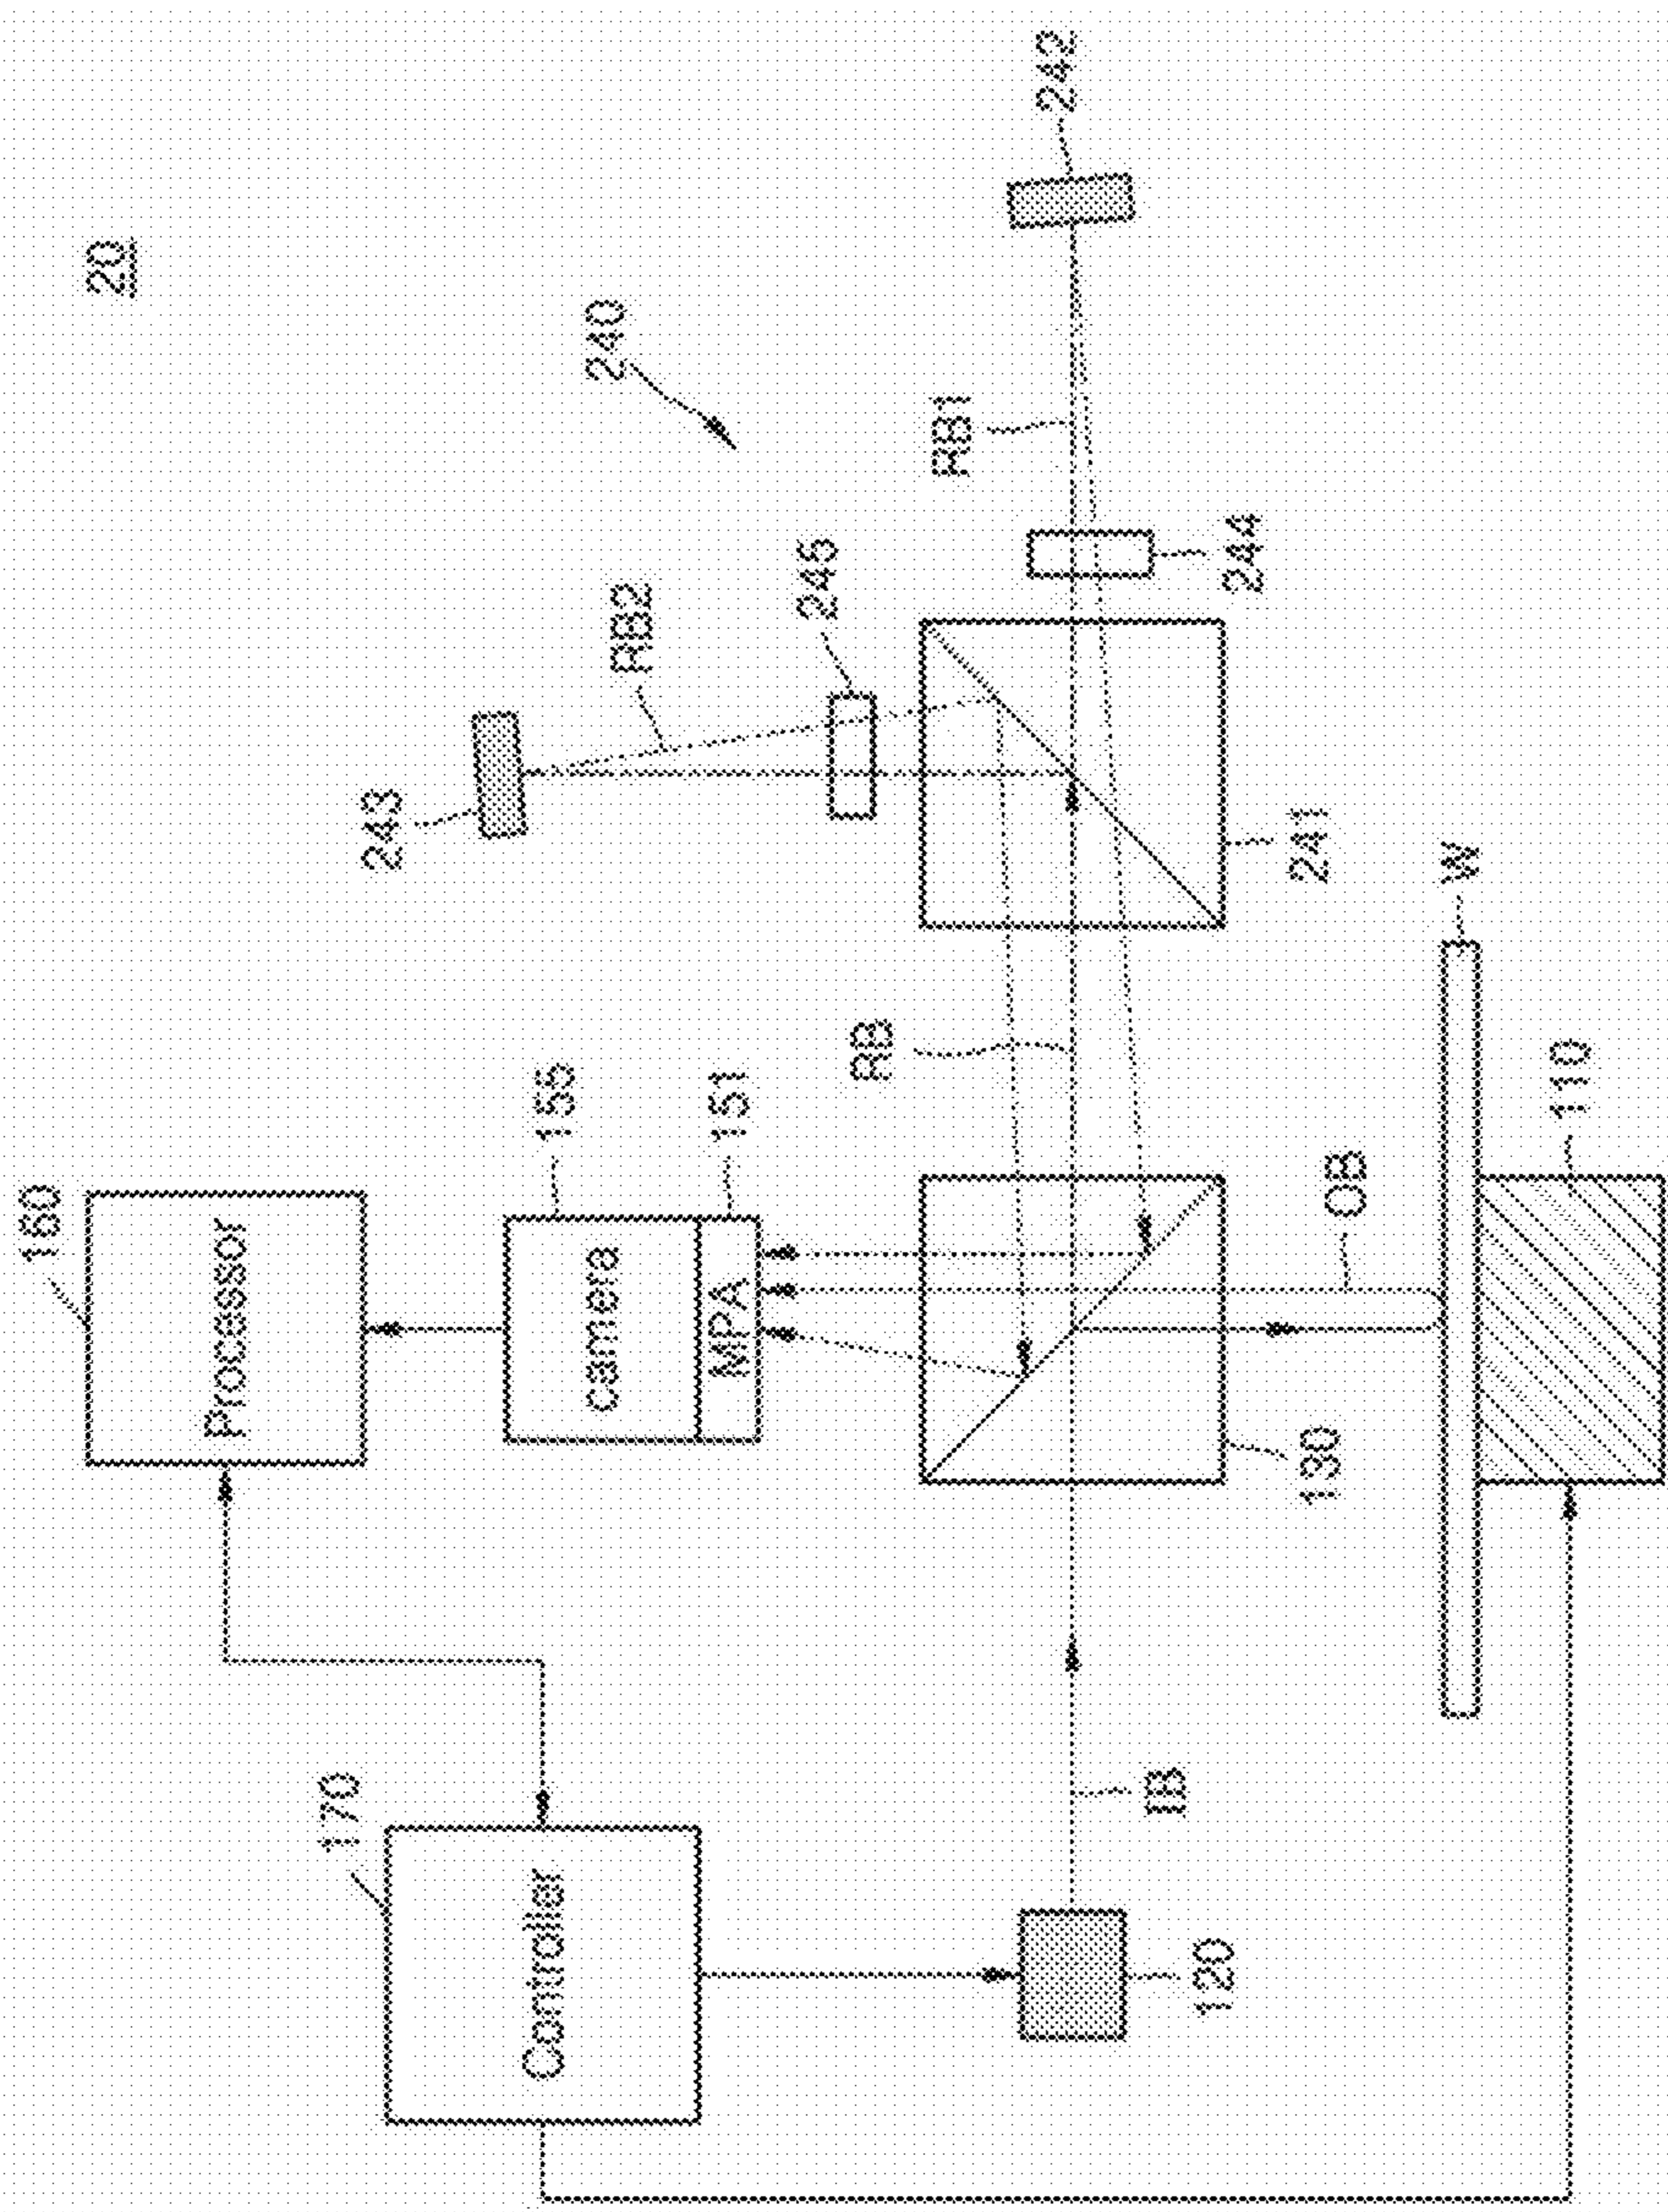 160
20
Processor
170
243
Controller
155
camera
240
RB2
MPA
151
245
RB
RB1
242
IB
120
244
130
241
OB
W
110